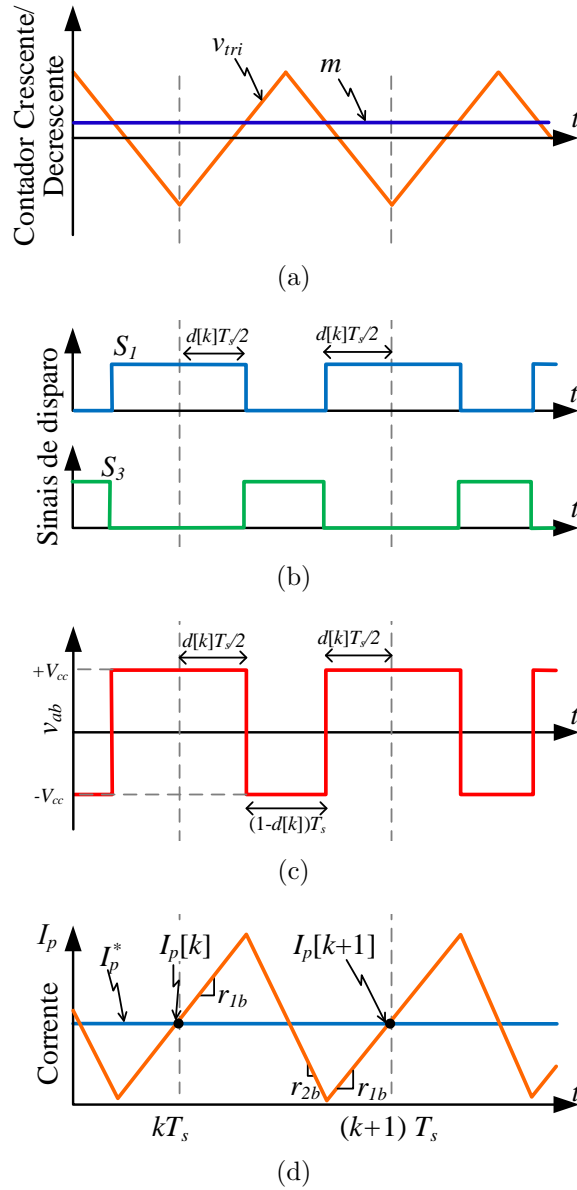 Contador Crescente/
Decrescente
v_tri
m
t
(a)
Sinais de disparo
S_1
d[k]T_s/2
d[k]T_s/2
t
S_3
t
(b)
v_ab
+V_cc
-V_cc
d[k]T_s/2
d[k]T_s/2
t
(1-d[k])T_s
(c)
Corrente
I_p
I_p^*
I_p[k]
I_p[k+1]
r_1b
r_2b
r_1b
t
kT_s
(k+1) T_s
(d)